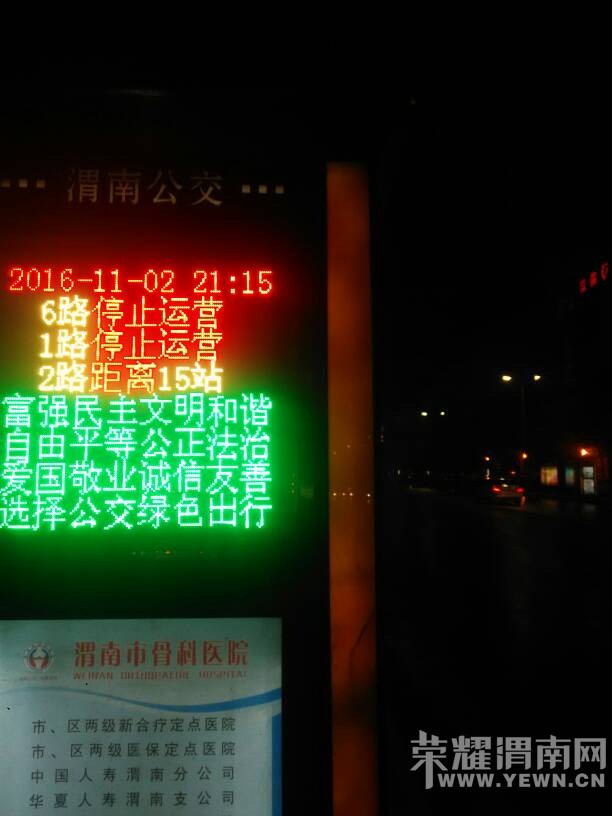 渭南公交
2016-11-02 21:15
6路停止运营
1路停止运营
2路距离15站
富强民主文明和谐
自由平等公正法治
爱国敬业诚信友善
选择公交绿色出行
渭南市骨科医院
WEINAN ORTHOPAEDIC HOSPITAL
市、区两级新合疗定点医院
市、区两级医保定点医院
中国人寿渭南分公司
华夏人寿渭南支公司
荣耀渭南网
WWW.YEWN.CN